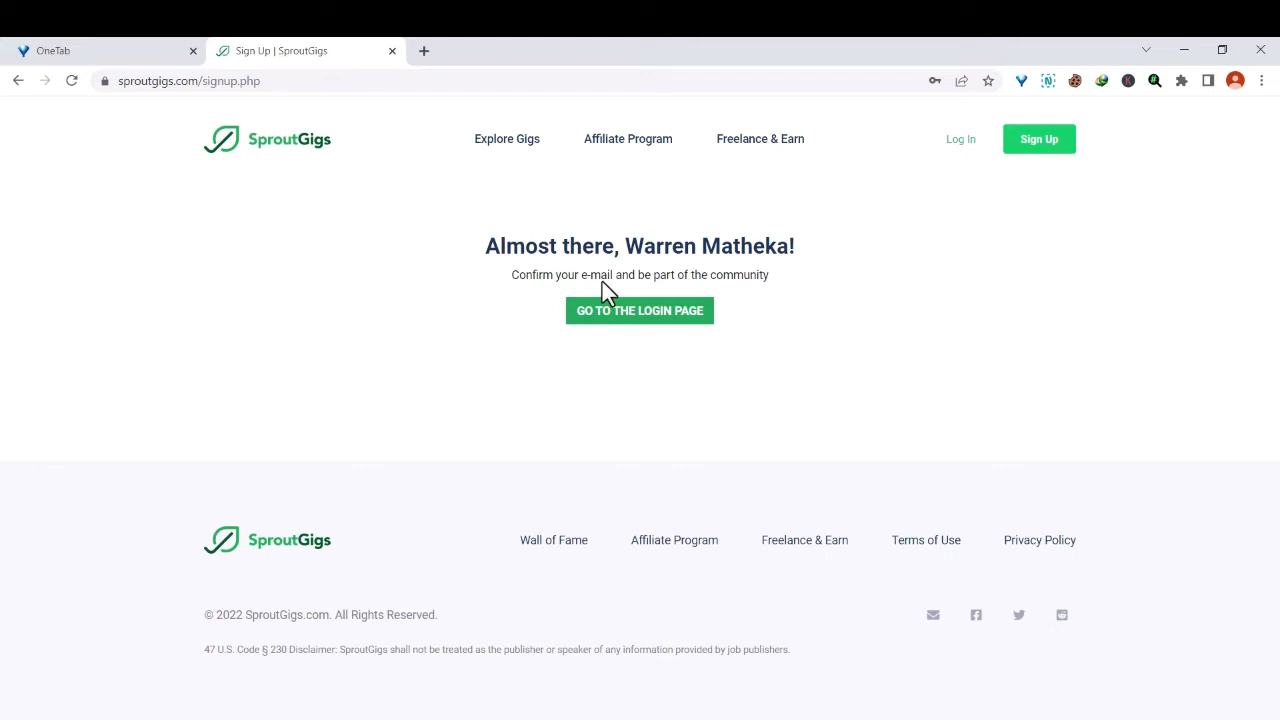 OneTab
Sign Up | SproutGigs
sproutgigs.com/signup.php
SproutGigs
Explore Gigs
Affiliate Program
Freelance & Earn
Log In
Sign Up
Almost there, Warren Matheka!
Confirm your e-mail and be part of the community
GO TO THE LOGIN PAGE
SproutGigs
Wall of Fame
Affiliate Program
Freelance & Earn
Terms of Use
Privacy Policy
© 2022 SproutGigs.com. All Rights Reserved.
47 U.S. Code § 230 Disclaimer: SproutGigs shall not be treated as the publisher or speaker of any information provided by job publishers.